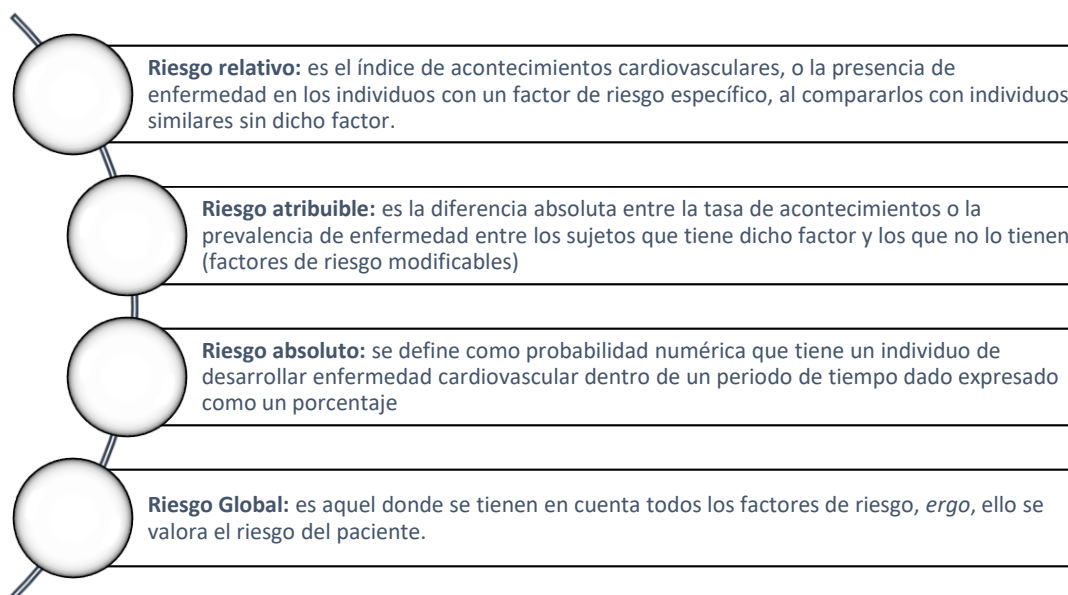 Riesgo relativo: es el índice de acontecimientos cardiovasculares, o la presencia de
enfermedad en los individuos con un factor de riesgo específico, al compararlos con individuos
similares sin dicho factor.
Riesgo atribuible: es la diferencia absoluta entre la tasa de acontecimientos o la
prevalencia de enfermedad entre los sujetos que tiene dicho factor y los que no lo tienen
(factores de riesgo modificables)
Riesgo absoluto: se define como probabilidad numérica que tiene un individuo de
desarrollar enfermedad cardiovascular dentro de un periodo de tiempo dado expresado
como un porcentaje
Riesgo Global: es aquel donde se tienen en cuenta todos los factores de riesgo, ergo, ello se
valora el riesgo del paciente.